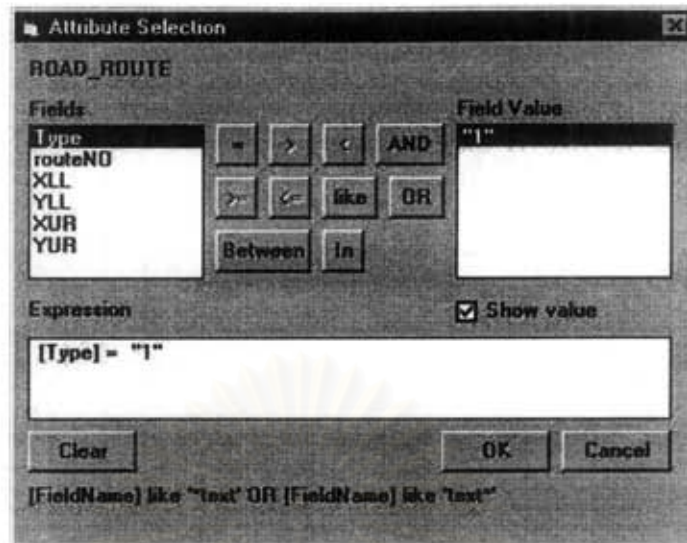 Attribute Selection
ROAD_ROUTE
Fields
Field Value
Type
routeNO
XLL
YLL
XUR
YUR
= > < AND
>= <= like OR
Between In
"1"
Expression
Show value
[Type] = "1"
Clear
OK
Cancel
[FieldName] like '*text' OR [FieldName] like 'text*'